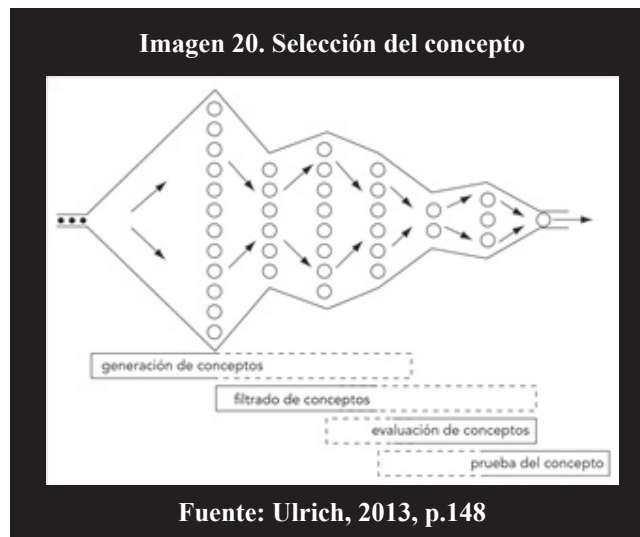 Imagen 20. Selección del concepto
generación de conceptos
filtrado de conceptos
evaluación de conceptos
prueba del concepto
Fuente: Ulrich, 2013, p.148